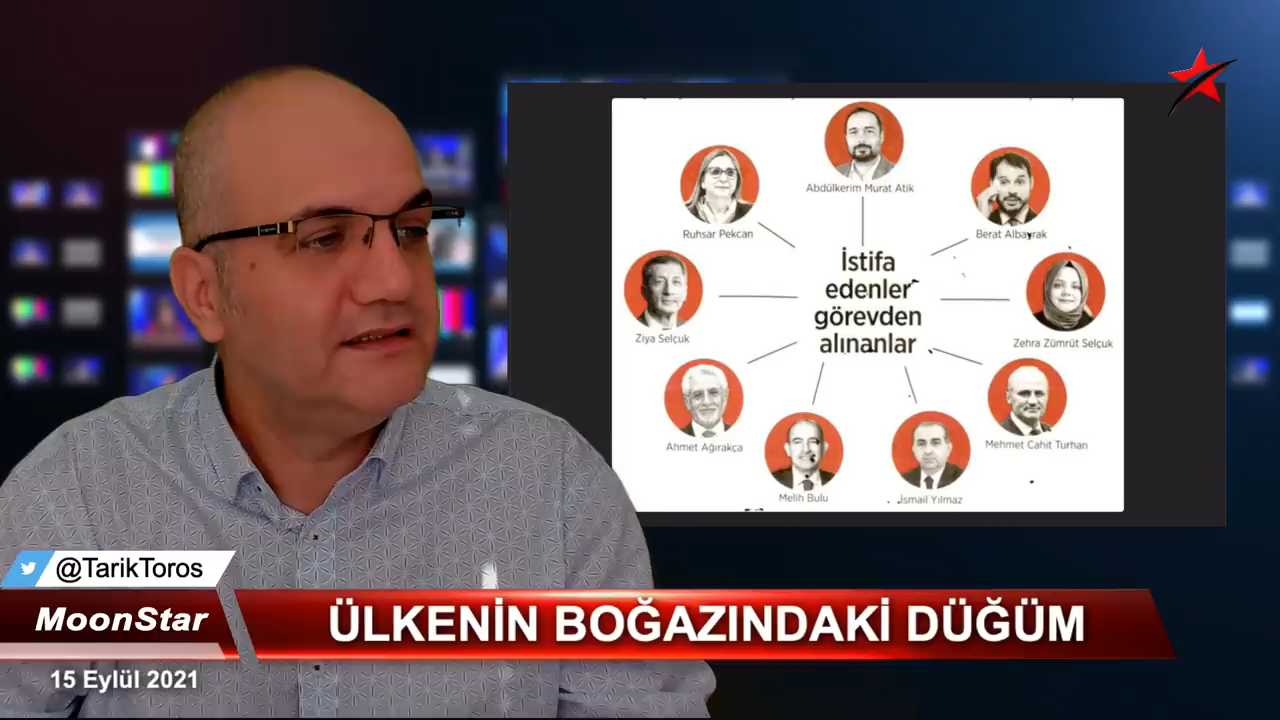 Abdülkerim Murat Atik
Ruhsar Pekcan
Berat Albayrak
İstifa
edenler
görevden
alınanlar
Ziya Selçuk
Zehra Zümrüt Selçuk
Ahmet Ağırakça
Mehmet Cahit Turhan
Melih Bulu
İsmail Yılmaz
@TarikToros
MoonStar
ÜLKENİN BOĞAZINDAKİ DÜĞÜM
15 Eylül 2021